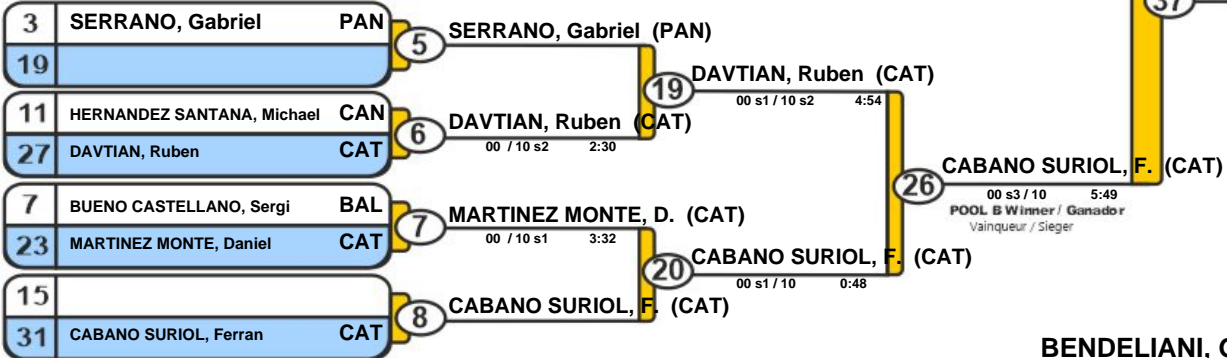 37
3 SERRANO, Gabriel PAN
19
5
SERRANO, Gabriel (PAN)
11 HERNANDEZ SANTANA, Michael CAN
27 DAVTIAN, Ruben CAT
6
DAVTIAN, Ruben (CAT)
00 / 10 s2 2:30
19
DAVTIAN, Ruben (CAT)
00 s1 / 10 s2 4:54
7 BUENO CASTELLANO, Sergi BAL
23 MARTINEZ MONTE, Daniel CAT
7
MARTINEZ MONTE, D. (CAT)
00 / 10 s1 3:32
15
31 CABANO SURIOL, Ferran CAT
8
CABANO SURIOL, F. (CAT)
20
CABANO SURIOL, F. (CAT)
00 s1 / 10 0:48
26
CABANO SURIOL, F. (CAT)
00 s3 / 10 5:49
POOL B Winner / Ganador
Vainqueur / Sieger
BENDELIANI,